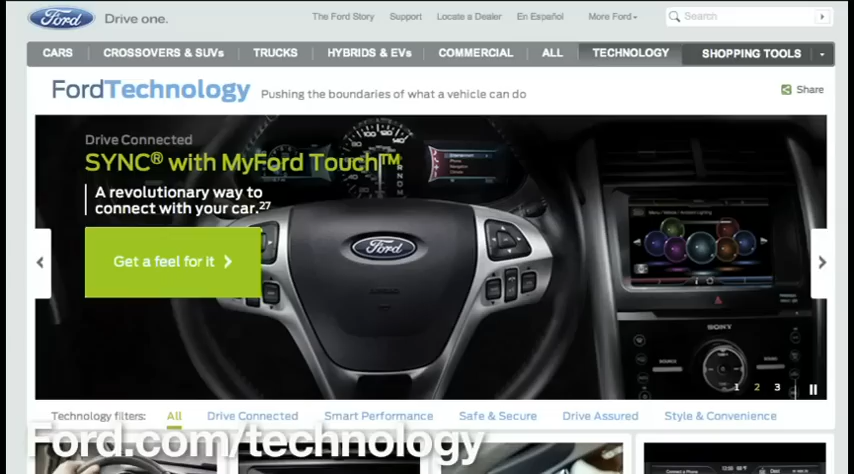 Ford Drive one.
The Ford Story Support Locate a Dealer En Español More Ford Search
CARS CROSSOVERS & SUVs TRUCKS HYBRIDS & EVs COMMERCIAL ALL TECHNOLOGY SHOPPING TOOLS
FordTechnology Pushing the boundaries of what a vehicle can do Share
Drive Connected
SYNC® with MyFord Touch™
A revolutionary way to
connect with your car.27
Get a feel for it
Ford
SONY
1 2 3
Technology filters: All Drive Connected Smart Performance Safe & Secure Drive Assured Style & Convenience
Ford.com/technology